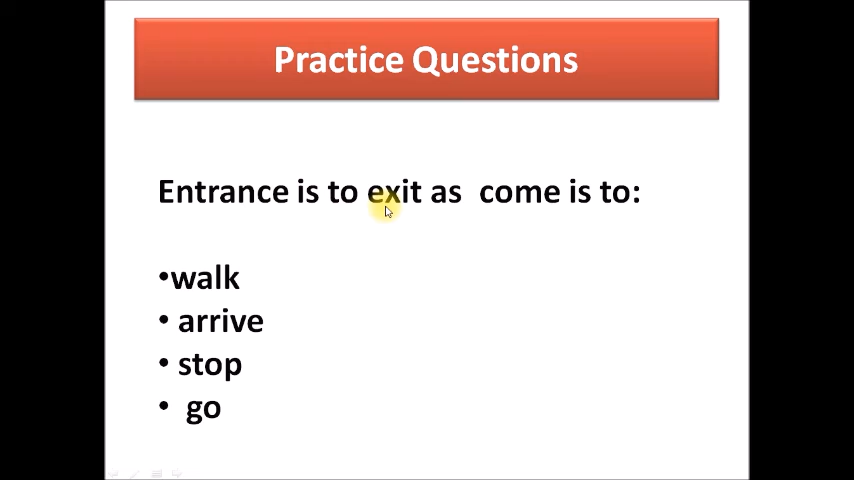 Practice Questions
Entrance is to exit as come is to:
•walk
• arrive
• stop
• go